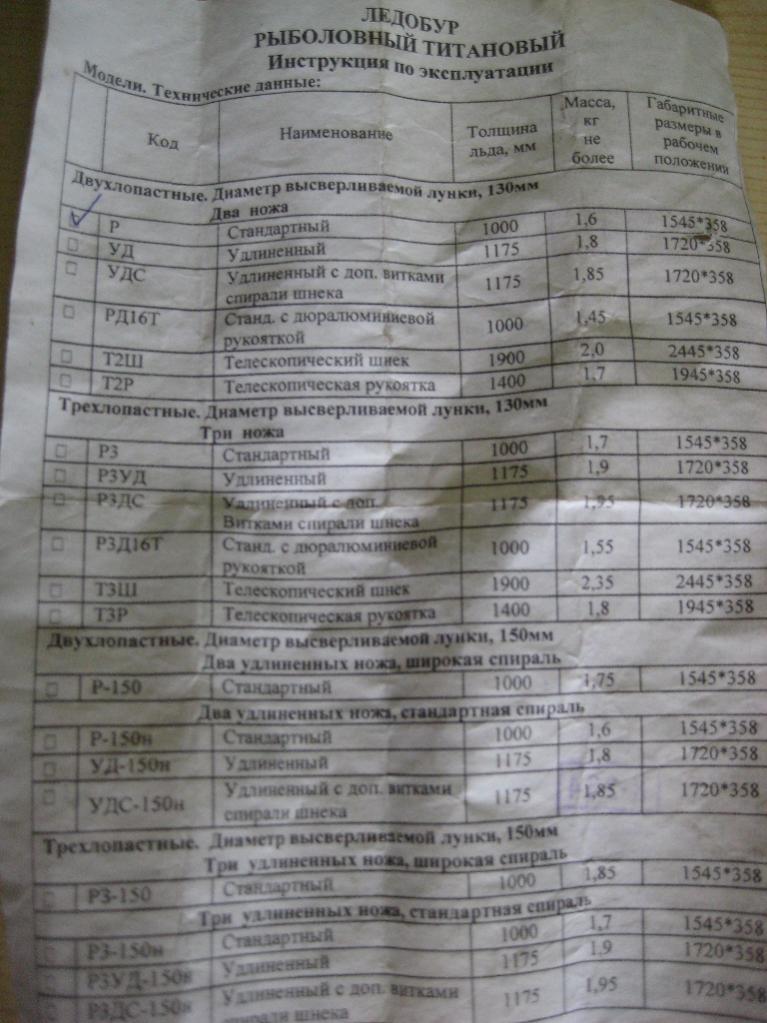 ЛЕДОБУР
РЫБОЛОВНЫЙ ТИТАНОВЫЙ
Инструкция по эксплуатации
Модели. Технические данные:
Код Наименование Толщина льда, мм Масса, кг не более Габаритные размеры в рабочем положении
Двухлопастные. Диаметр высверливаемой лунки, 130мм
Два ножа
Р Стандартный 1000 1,6 1545*358
УД Удлиненный 1175 1,8 1720*358
УДС Удлиненный с доп. витками 1175 1,85 1720*358
спирали шнека
РД16Т Станд. с дюралюминиевой 1000 1,45 1545*358
рукояткой
Т2Ш Телескопический шнек 1900 2,0 2445*358
Т2Р Телескопическая рукоятка 1400 1,7 1945*358
Трехлопастные. Диаметр высверливаемой лунки, 130мм
Три ножа
Р3 Стандартный 1000 1,7 1545*358
Р3УД Удлиненный 1175 1,9 1720*358
Р3ДС Удлиненный с доп. 1175 1,95 1720*358
Витками спирали шнека
Р3Д16Т Станд. с дюралюминиевой 1000 1,55 1545*358
рукояткой
Т3Ш Телескопический шнек 1900 2,35 2445*358
Т3Р Телескопическая рукоятка 1400 1,8 1945*358
Двухлопастные. Диаметр высверливаемой лунки, 150мм
Два удлиненных ножа, широкая спираль
Р-150 Стандартный 1000 1,75 1545*358
Два удлиненных ножа, стандартная спираль
Р-150н Стандартный 1000 1,6 1545*358
УД-150н Удлиненный 1175 1,8 1720*358
УДС-150н Удлиненный с доп. витками 1175 1,85 1720*358
спирали шнека
Трехлопастные. Диаметр высверливаемой лунки, 150мм
Три удлиненных ножа, широкая спираль
Р3-150 Стандартный 1000 1,85 1545*358
Три удлиненных ножа, стандартная спираль
Р3-150н Стандартный 1000 1,7 1545*358
Р3УД-150н Удлиненный 1175 1,9 1720*358
Р3ДС-150н Удлиненный с доп. витками 1175 1,95 1720*358
спирали шнека